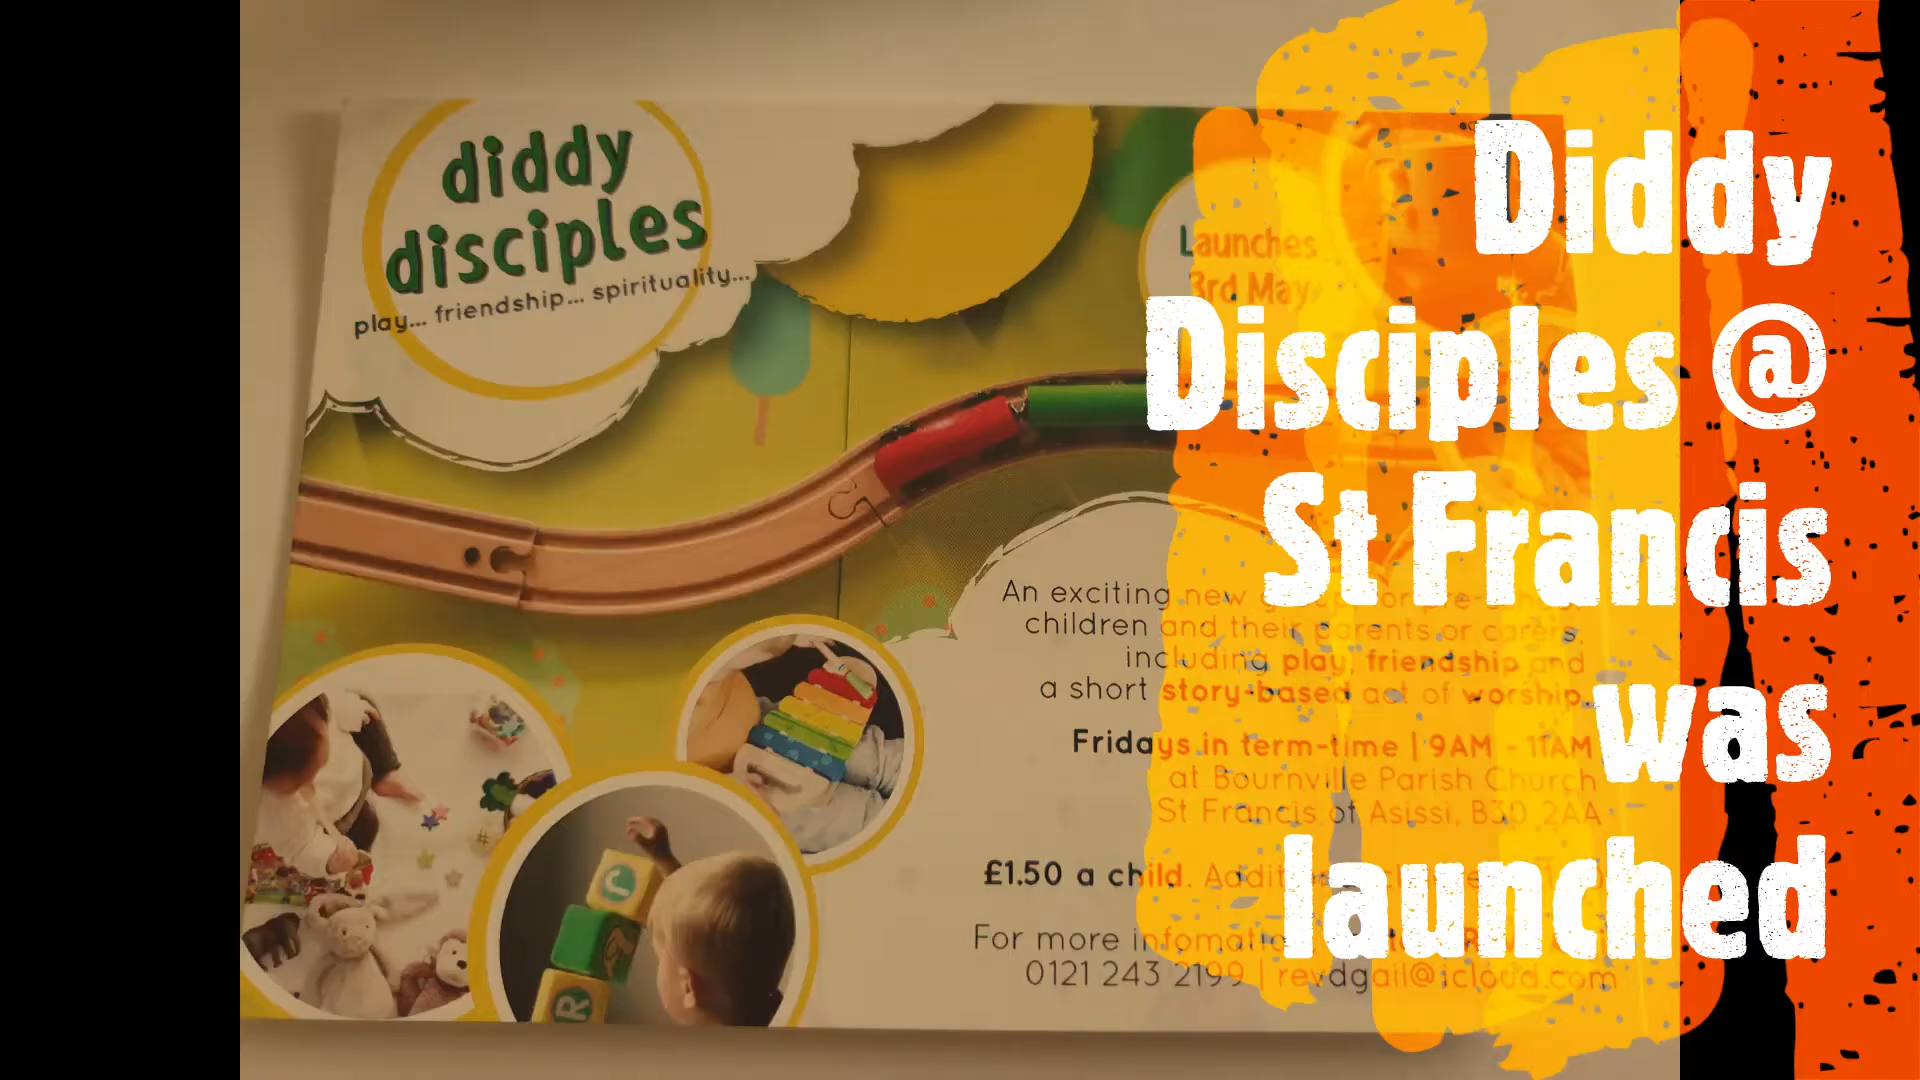 diddy
disciples
play... friendship... spirituality...
Launches
3rd May
Diddy
Disciples @
St Francis
was
launched
An exciting new for pre-
children and their parents or carers,
including play, friendship and
a short story-based act of worship.
Fridays in term-time | 9AM - 11AM
at Bournville Parish Church
St Francis of Asissi, B30 2AA
£1.50 a child.
For more infomation
0121 243 2199 | revdgail@icloud.com